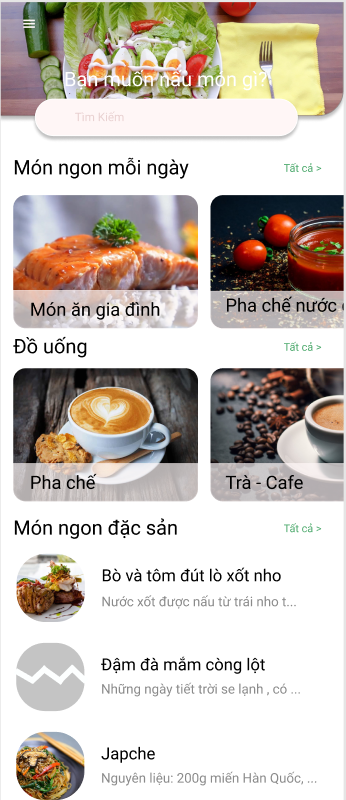 Bạn muốn nấu món gì?
Tìm Kiếm
Món ngon mỗi ngày
Tất cả >
Món ăn gia đình
Pha chế nước
Đồ uống
Tất cả >
Pha chế
Trà - Cafe
Món ngon đặc sản
Tất cả >
Bò và tôm đút lò xốt nho
Nước xốt được nấu từ trái nho t...
Đậm đà mắm còng lột
Những ngày tiết trời se lạnh , có ...
Japche
Nguyên liệu: 200g miến Hàn Quốc, ...